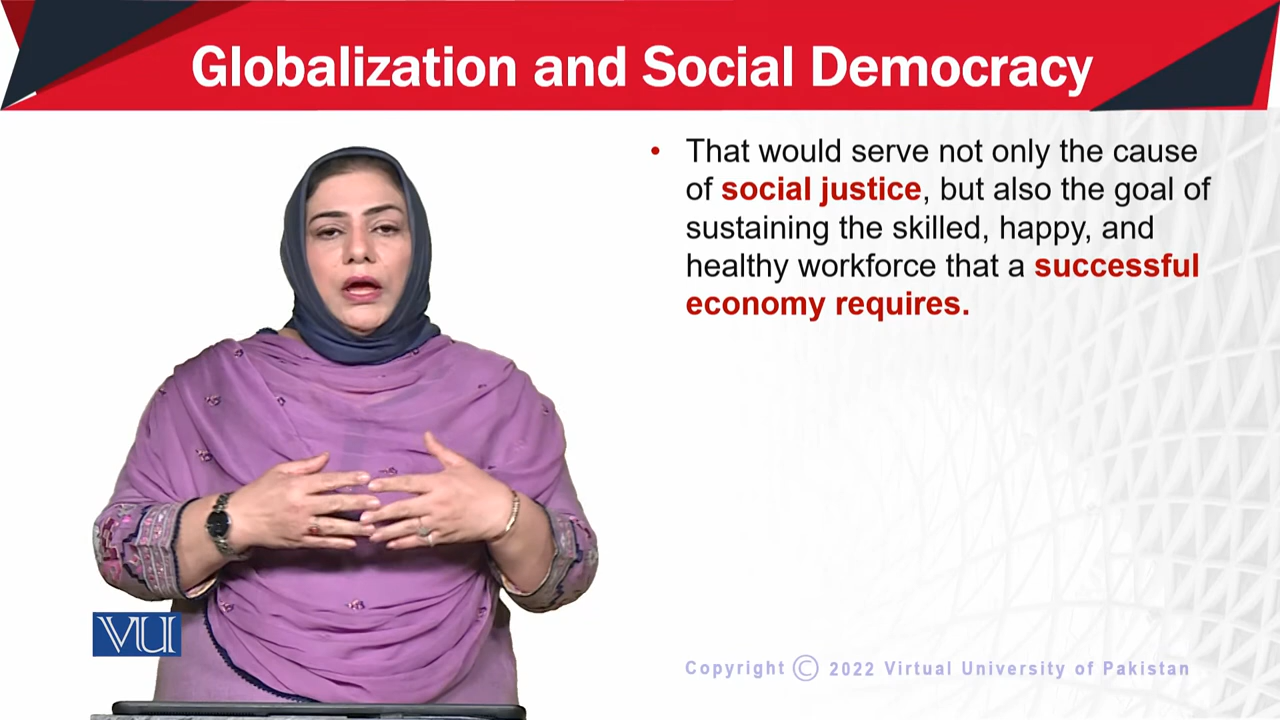 Globalization and Social Democracy
• That would serve not only the cause
of social justice, but also the goal of
sustaining the skilled, happy, and
healthy workforce that a successful
economy requires.
VU
Copyright © 2022 Virtual University of Pakistan